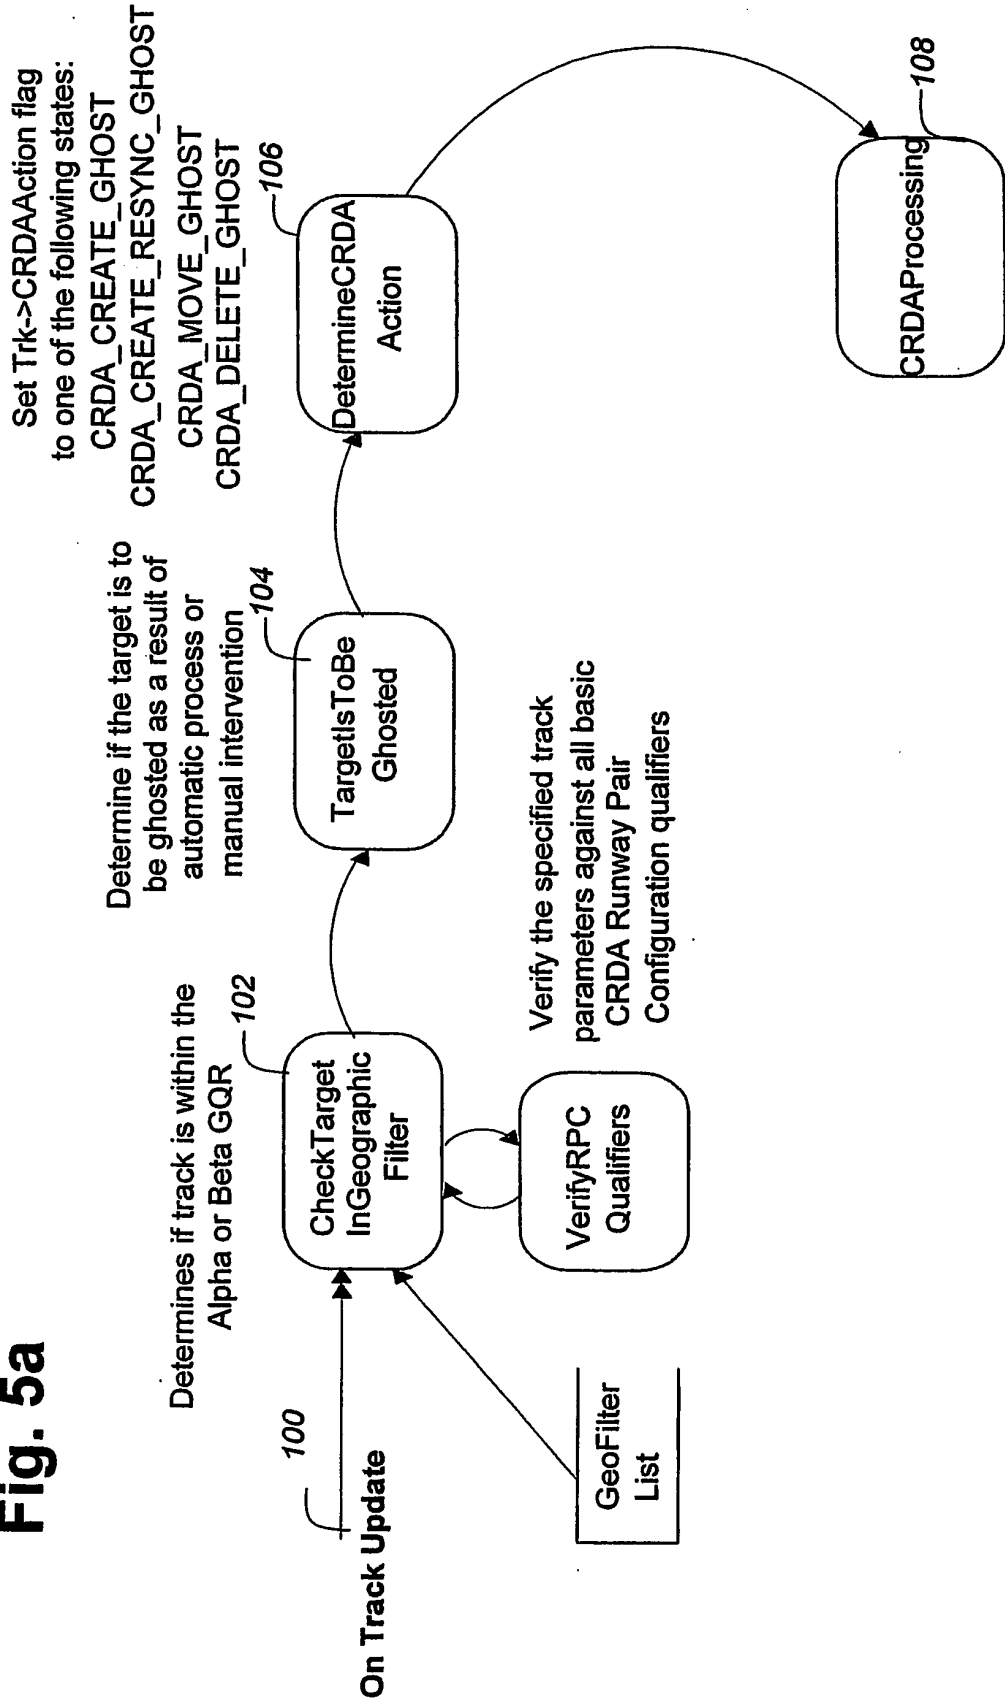 Fig. 5a
On Track Update
100
Determines if track is within the
Alpha or Beta GQR
102
CheckTarget
InGeographic
Filter
GeoFilter
List
VerifyRPC
Qualifiers
Verify the specified track
parameters against all basic
CRDA Runway Pair
Configuration qualifiers
Determine if the target is to
be ghosted as a result of
automatic process or
manual intervention
104
TargetIsToBe
Ghosted
Set Trk->CRDAAction flag
to one of the following states:
CRDA_CREATE_GHOST
CRDA_CREATE_RESYNC_GHOST
CRDA_MOVE_GHOST
CRDA_DELETE_GHOST
106
DetermineCRDA
Action
CRDAProcessing
108